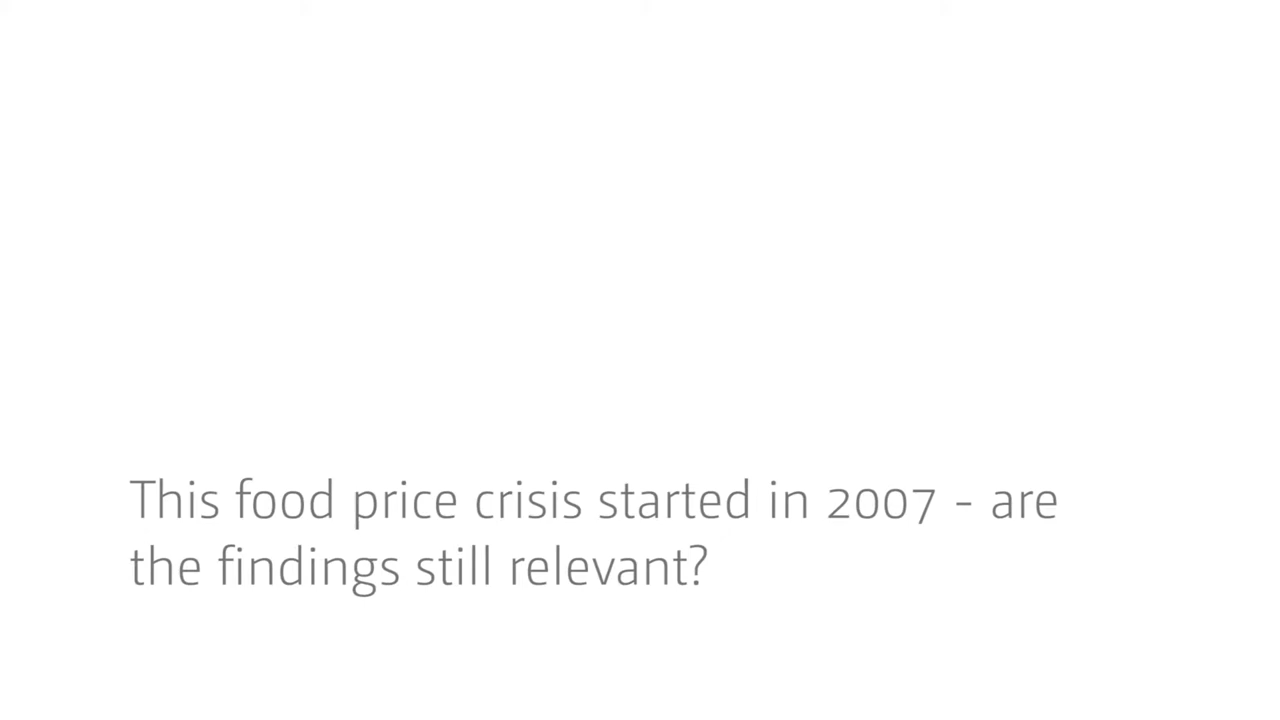 This food price crisis started in 2007 - are
the findings still relevant?